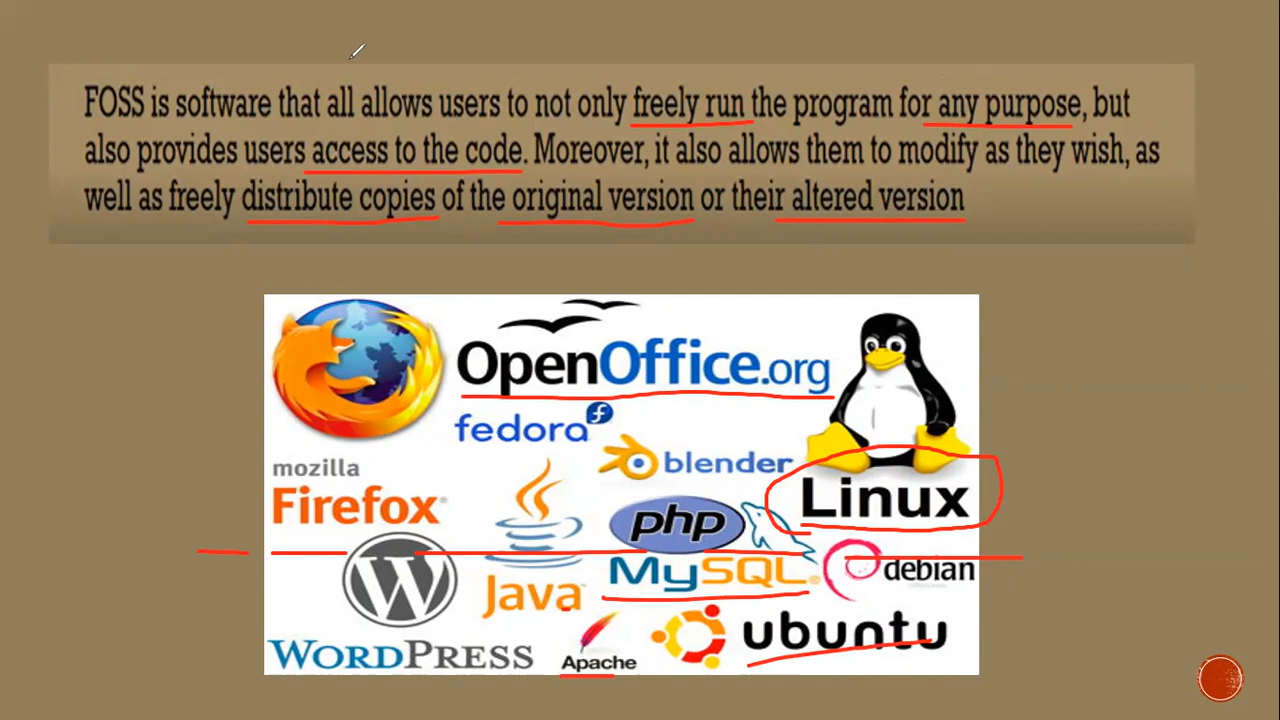 FOSS is software that all allows users to not only freely run the program for any purpose, but
also provides users access to the code. Moreover, it also allows them to modify as they wish, as
well as freely distribute copies of the original version or their altered version
OpenOffice.org
fedora
mozilla
Firefox
blender
Linux
php
Java
MySQL
debian
WORDPRESS
Apache
ubuntu